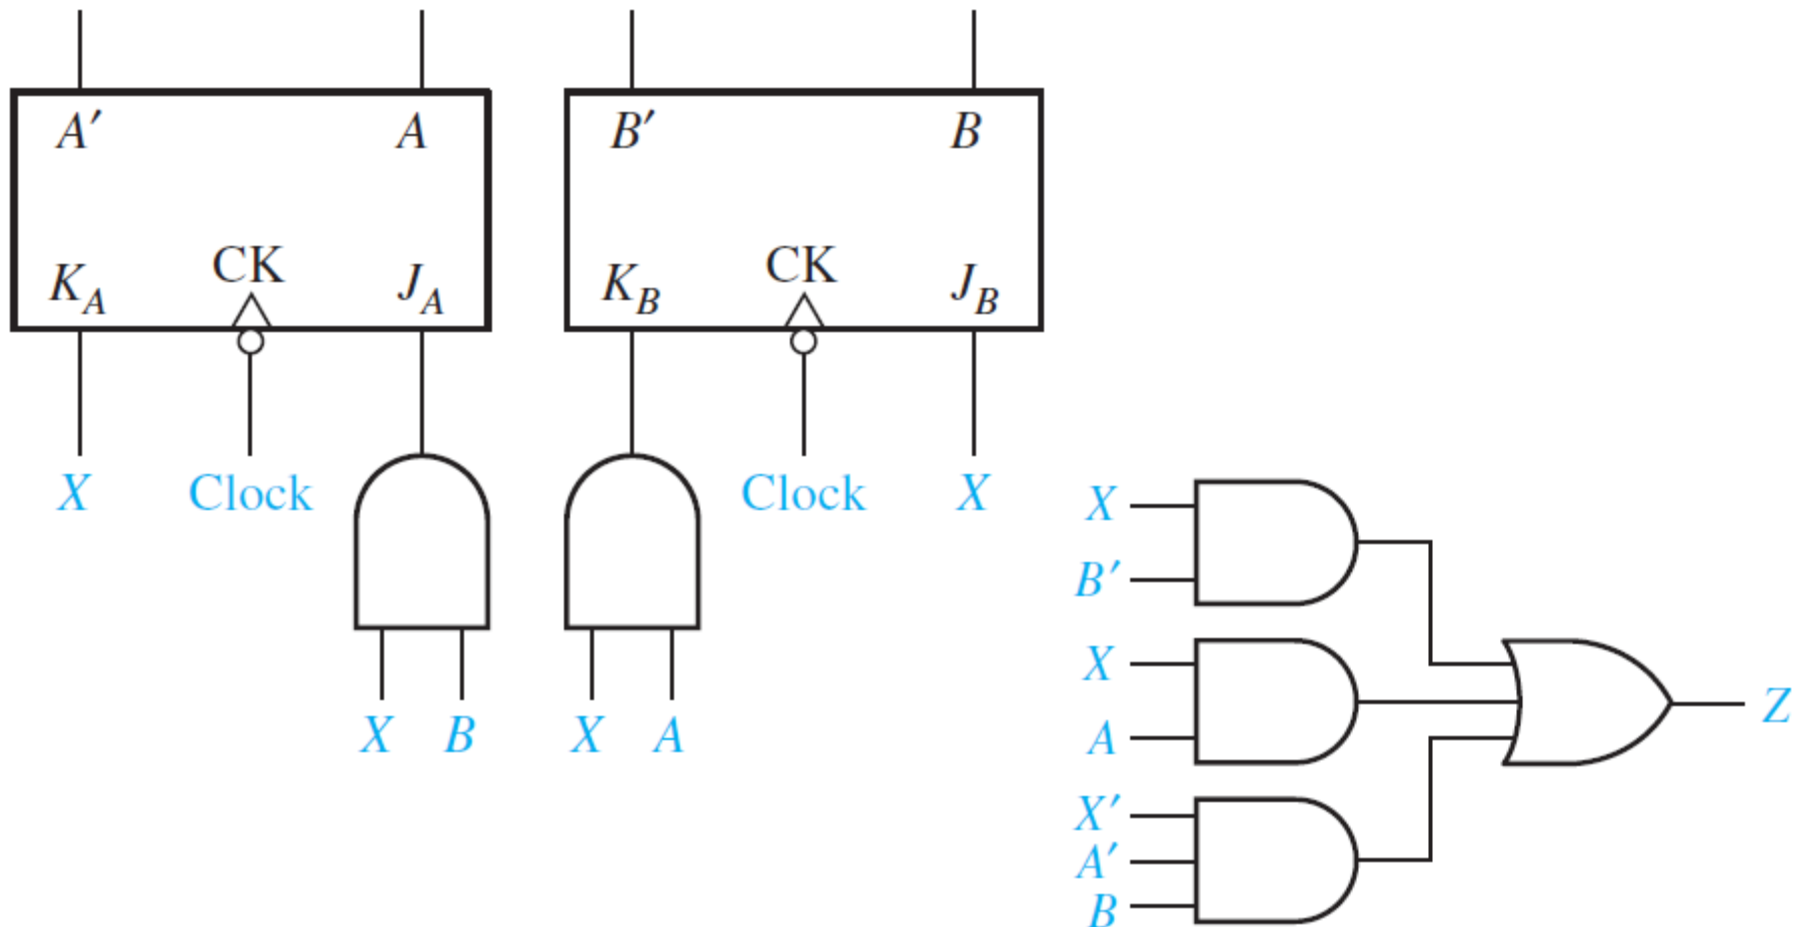 A′ A B′ B
CK CK
K_A J_A K_B J_B
X Clock Clock X
X
B′
X
X B X A
A
Z
X′
A′
B